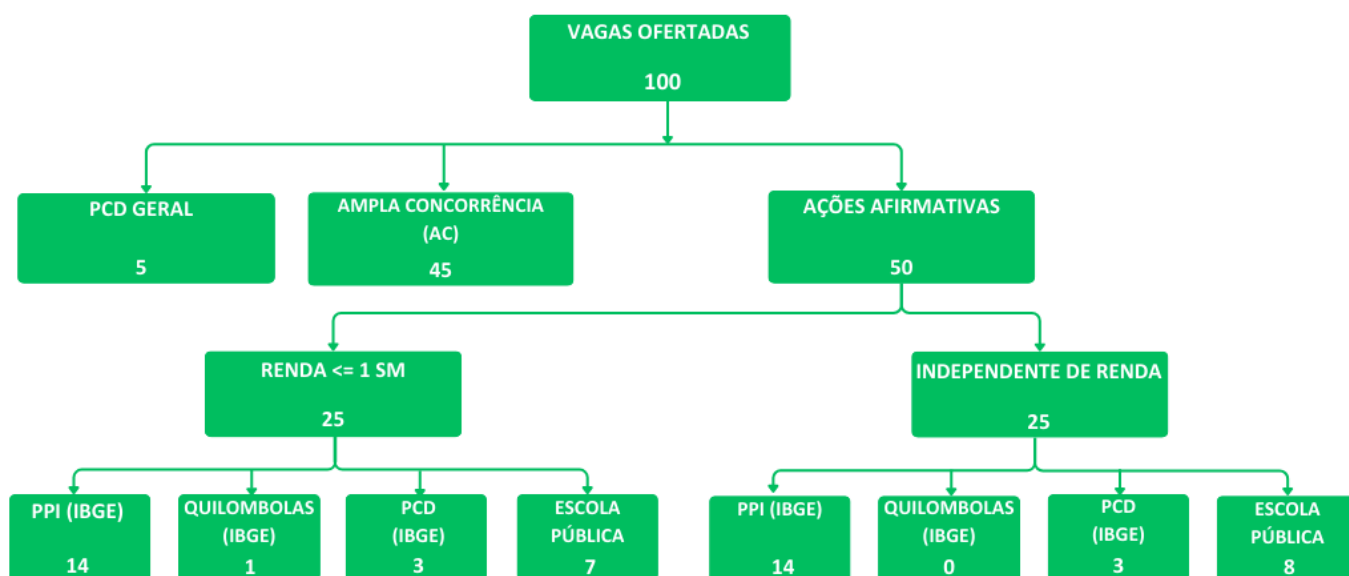 VAGAS OFERTADAS
100
PCD GERAL
5
AMPLA CONCORRÊNCIA
(AC)
45
AÇÕES AFIRMATIVAS
50
RENDA <= 1 SM
25
INDEPENDENTE DE RENDA
25
PPI (IBGE)
14
QUILOMBOLAS
(IBGE)
1
PCD
(IBGE)
3
ESCOLA
PÚBLICA
7
PPI (IBGE)
14
QUILOMBOLAS
(IBGE)
0
PCD
(IBGE)
3
ESCOLA
PÚBLICA
8